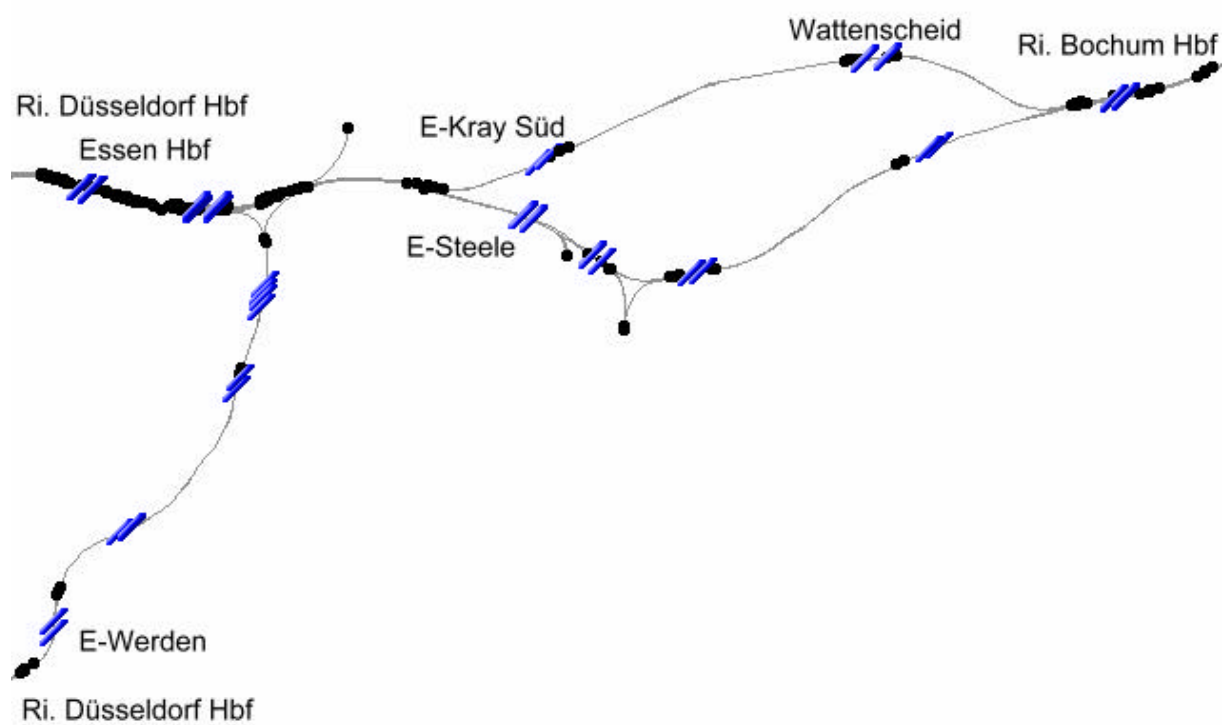 Wattenscheid
Ri. Bochum Hbf
Ri. Düsseldorf Hbf
E-Kray Süd
Essen Hbf
E-Steele
E-Werden
Ri. Düsseldorf Hbf